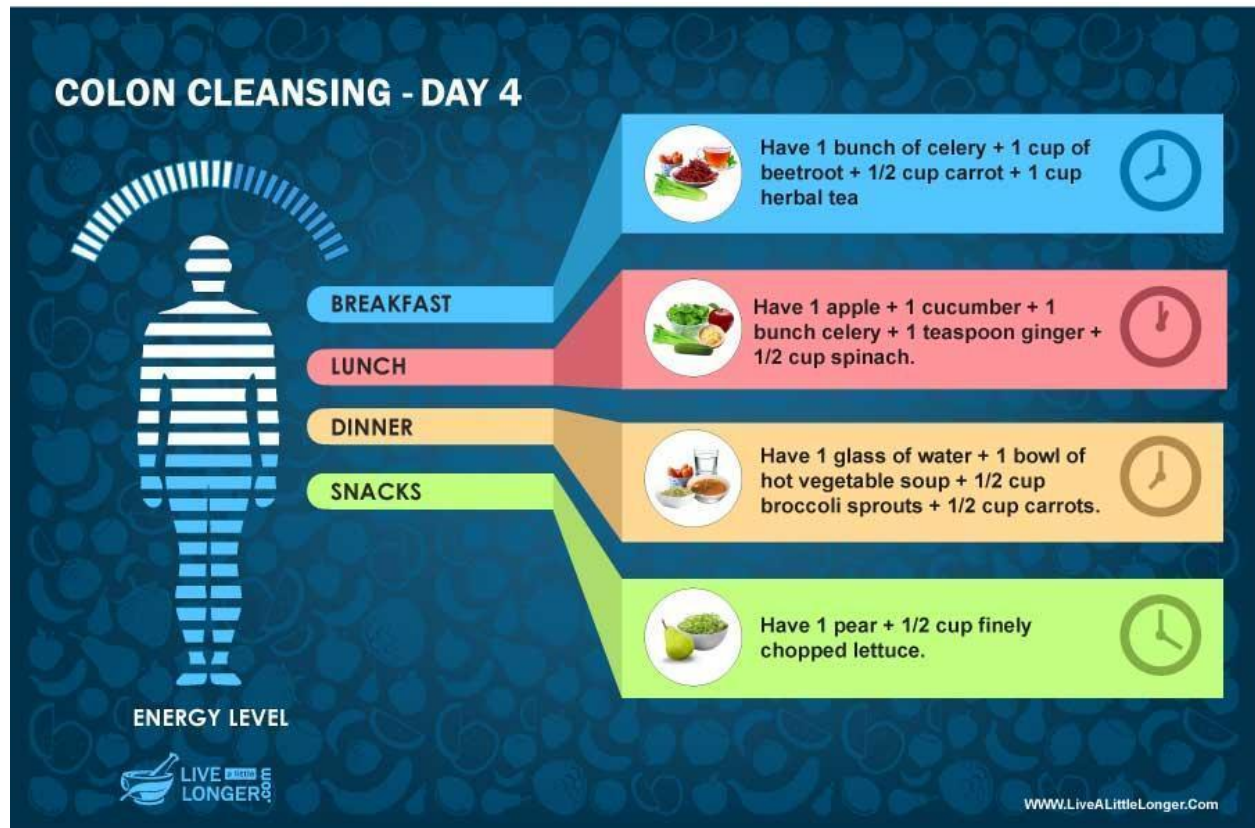 COLON CLEANSING - DAY 4
BREAKFAST
Have 1 bunch of celery + 1 cup of
beetroot + 1/2 cup carrot + 1 cup
herbal tea
LUNCH
Have 1 apple + 1 cucumber + 1
bunch celery + 1 teaspoon ginger +
1/2 cup spinach.
DINNER
Have 1 glass of water + 1 bowl of
hot vegetable soup + 1/2 cup
broccoli sprouts + 1/2 cup carrots.
SNACKS
Have 1 pear + 1/2 cup finely
chopped lettuce.
ENERGY LEVEL
LIVE a little
LONGER.com
WWW.LiveALittleLonger.Com